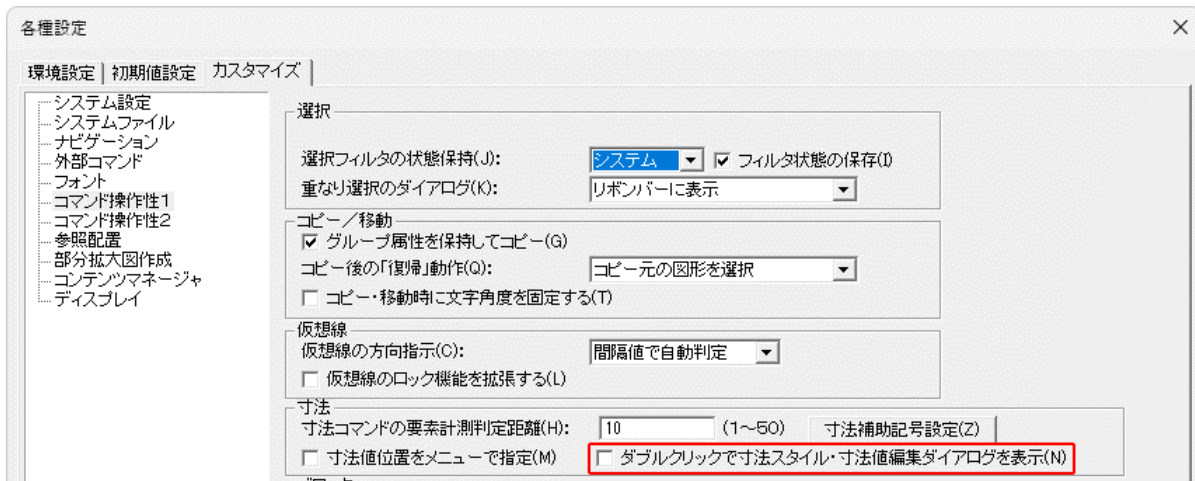 各種設定
環境設定 初期値設定 カスタマイズ
システム設定
システムファイル
ナビゲーション
外部コマンド
フォント
コマンド操作性1
コマンド操作性2
参照配置
部分拡大図作成
コンテンツマネージャ
ディスプレイ
選択
選択フィルタの状態保持(J): システム フィルタ状態の保存(I)
重なり選択のダイアログ(K): リボンバーに表示
コピー/移動
グループ属性を保持してコピー(G)
コピー後の「復帰」動作(Q): コピー元の図形を選択
コピー・移動時に文字角度を固定する(T)
仮想線
仮想線の方向指示(C): 間隔値で自動判定
仮想線のロック機能を拡張する(L)
寸法
寸法コマンドの要素計測判定距離(H): 10 (1~50) 寸法補助記号設定(Z)
寸法値位置をメニューで指定(M) ダブルクリックで寸法スタイル・寸法値編集ダイアログを表示(N)